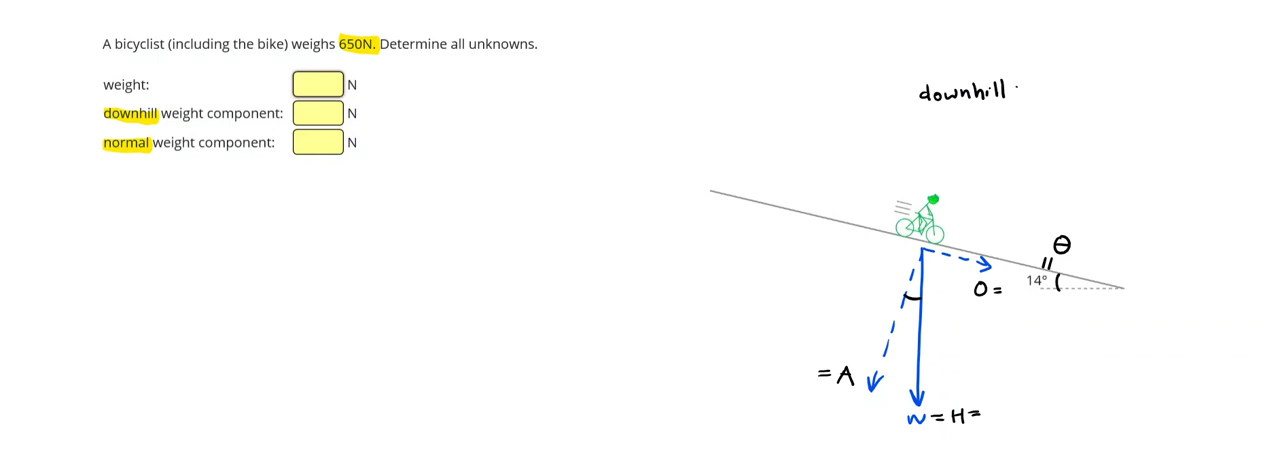 A bicyclist (including the bike) weighs 650N. Determine all unknowns.
weight: N
downhill weight component: N
normal weight component: N
downhill
θ
14°
O =
= A
W = H =